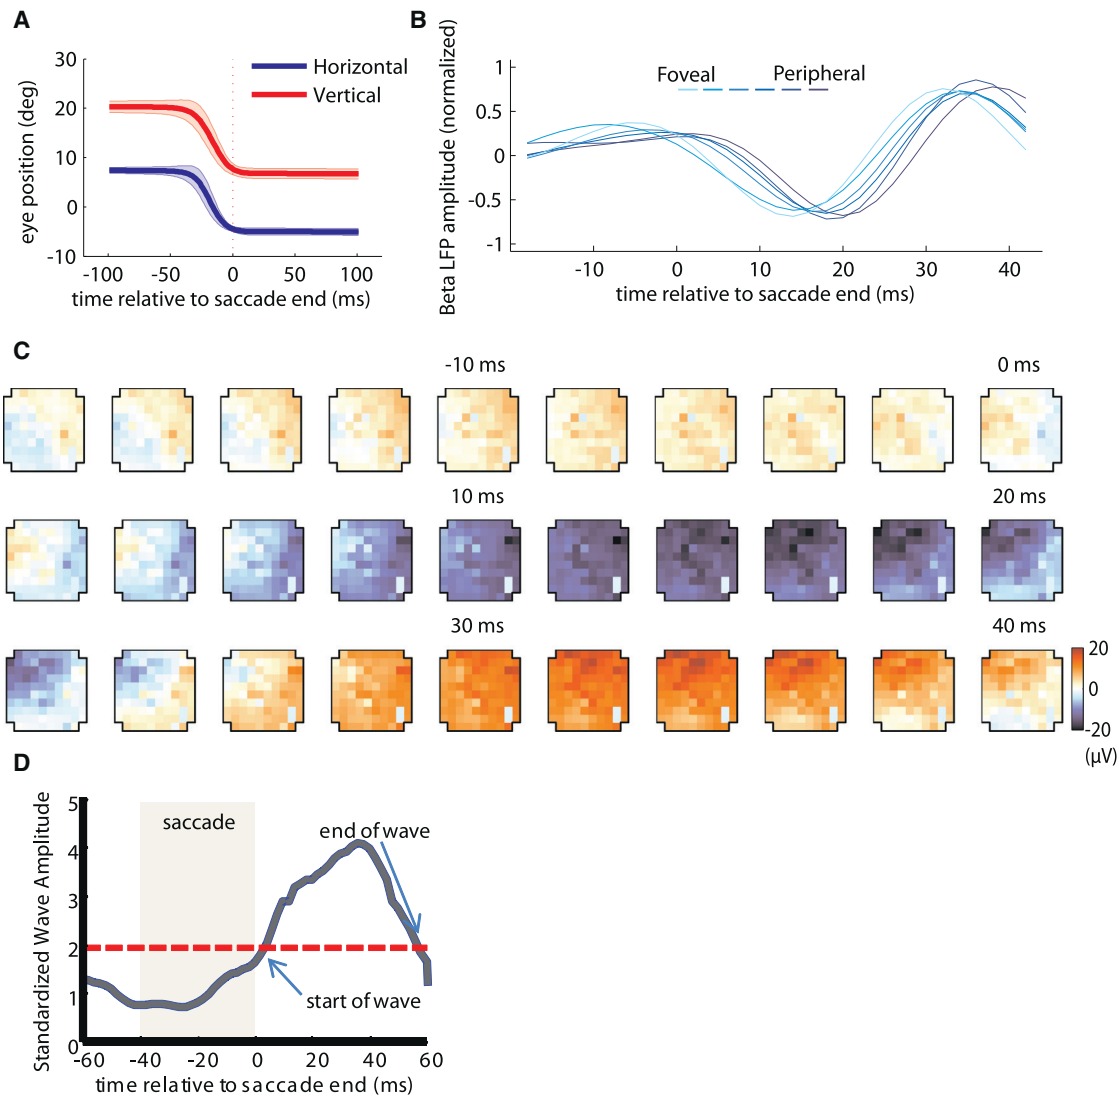 A
30
20
10
0
-10
eye position (deg)
Horizontal
Vertical
-100
-50
0
50
100
time relative to saccade end (ms)
B
Beta LFP amplitude (normalized)
1
0.5
0
-0.5
-1
Foveal
Peripheral
-10
0
10
20
30
40
time relative to saccade end (ms)
C
-10 ms
0 ms
10 ms
20 ms
30 ms
40 ms
20
0
-20
(µV)
D
Standardized Wave Amplitude
5
4
3
2
1
0
saccade
end of wave
start of wave
-60
-40
-20
0
20
40
60
time relative to saccade end (ms)